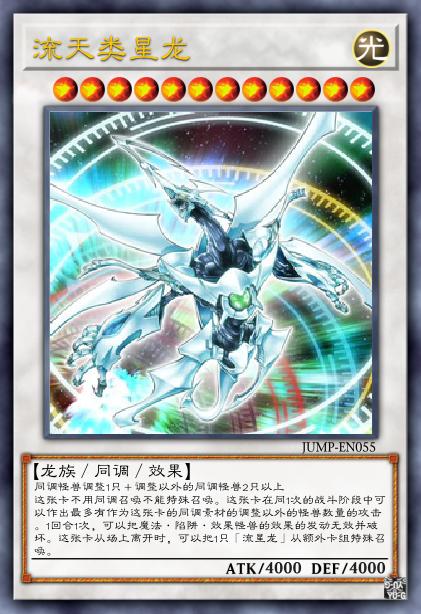 流天类星龙
光
JUMP-EN055
【龙族/同调/效果】
同调怪兽调整1只+调整以外的同调怪兽2只以上
这张卡不用同调召唤不能特殊召唤。这张卡在同1次的战斗阶段中可
以作出最多有作为这张卡的同调素材的调整以外的怪兽数量的攻击。
1回合1次,可以把魔法·陷阱·效果怪兽的效果的发动无效并破
坏。这张卡从场上离开时,可以把1只「流星龙」从额外卡组特殊召
唤。
ATK/4000 DEF/4000